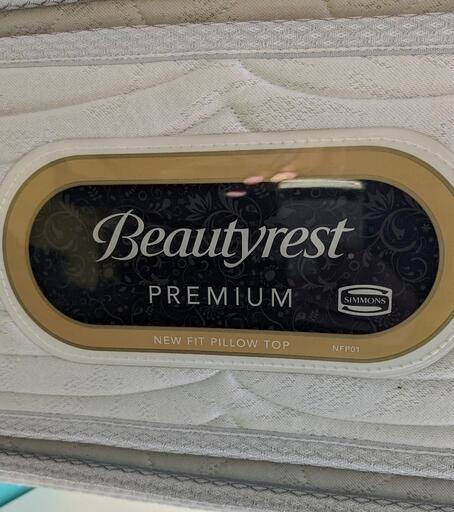 Beautyrest
PREMIUM
SIMMONS
NEW FIT PILLOW TOP NFP01